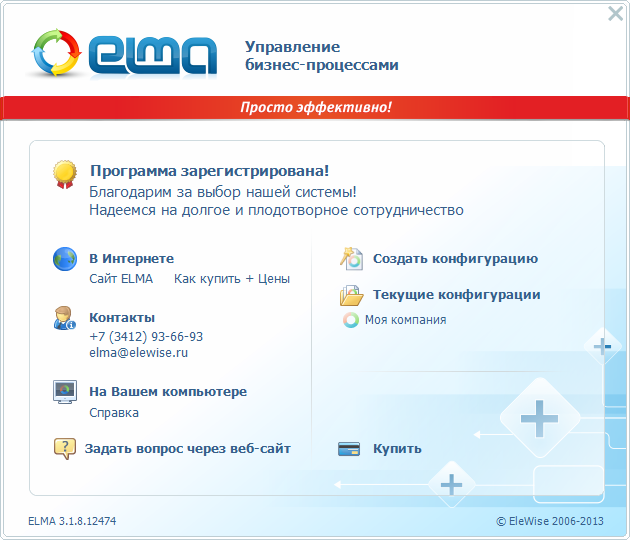 elma
Управление
бизнес-процессами
Просто эффективно!
Программа зарегистрирована!
Благодарим за выбор нашей системы!
Надеемся на долгое и плодотворное сотрудничество
В Интернете
Сайт ELMA Как купить + Цены
Контакты
+7 (3412) 93-66-93
elma@elewise.ru
На Вашем компьютере
Справка
Задать вопрос через веб-сайт
Создать конфигурацию
Текущие конфигурации
Моя компания
Купить
ELMA 3.1.8.12474
© EleWise 2006-2013